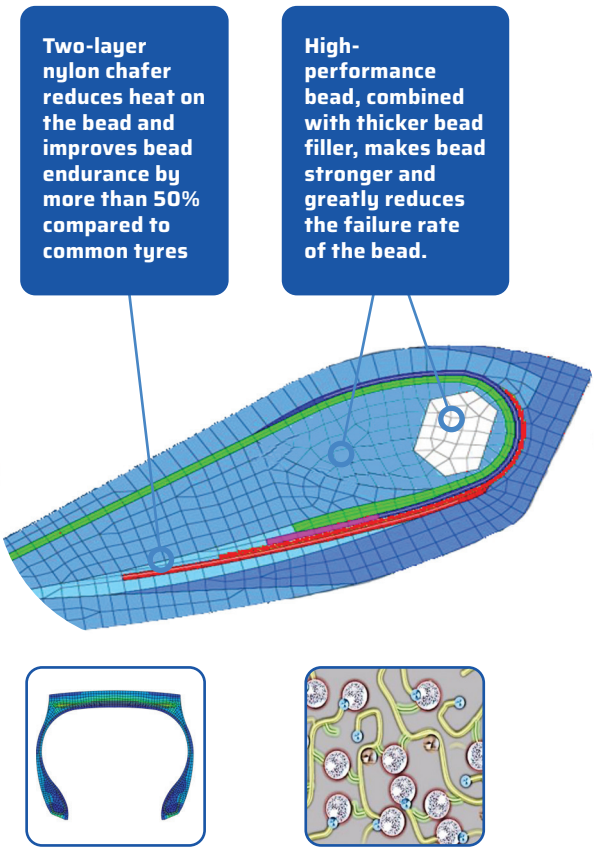 Two-layer
nylon chafer
reduces heat on
the bead and
improves bead
endurance by
more than 50%
compared to
common tyres
High-
performance
bead, combined
with thicker bead
filler, makes bead
stronger and
greatly reduces
the failure rate
of the bead.